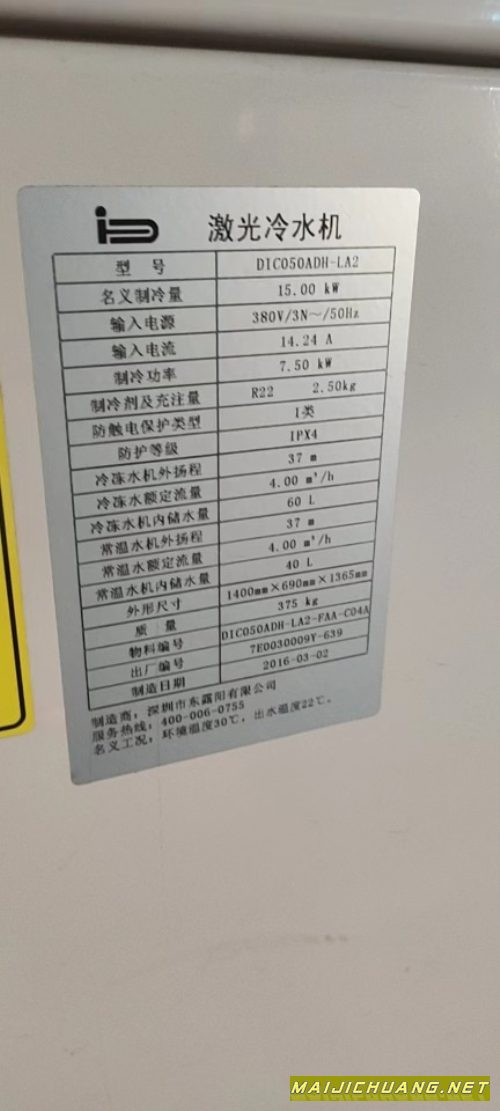 激光冷水机
型 号 DIC050ADH-LA2
名义制冷量 15.00 kW
输入电源 380V/3N～/50Hz
输入电流 14.24 A
制冷功率 7.50 kW
制冷剂及充注量 R22 2.50kg
防触电保护类型 I类
防护等级 IPX4
冷冻水机外扬程 37 m
冷冻水额定流量 4.00 m³/h
冷冻水机内储水量 60 L
常温水机外扬程 37 m
常温水额定流量 4.00 m³/h
常温水机内储水量 40 L
外形尺寸 1400mm×690mm×1365mm
质 量 375 kg
物料编号 DIC050ADH-LA2-FAA-C04A
出厂编号 7E0030009Y-639
制造日期 2016-03-02
制造商：深圳市东露阳有限公司
服务热线：400-006-0755
名义工况：环境温度30℃，出水温度22℃。
MAIJICHUANG.NET